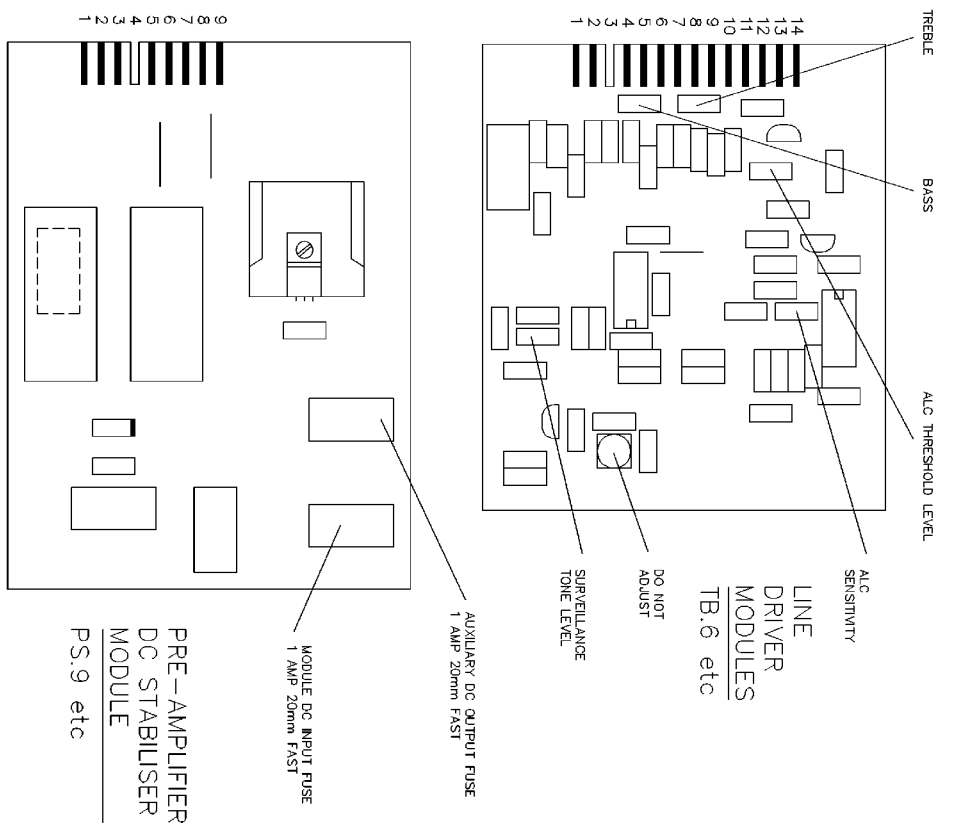 1 2 3 4 5 6 7 8 9
1 2 3 4 5 6 7 8 9 10 11 12 13 14
TREBLE
BASS
ALC THRESHOLD LEVEL
ALC
SENSITIVITY
LINE
DRIVER
MODULES
TB.6 etc
DO NOT
ADJUST
SURVEILLANCE
TONE LEVEL
AUXILIARY DC OUTPUT FUSE
1 AMP 20mm FAST
MODULE DC INPUT FUSE
1 AMP 20mm FAST
PRE-AMPLIFIER
DC STABILISER
MODULE
PS.9 etc